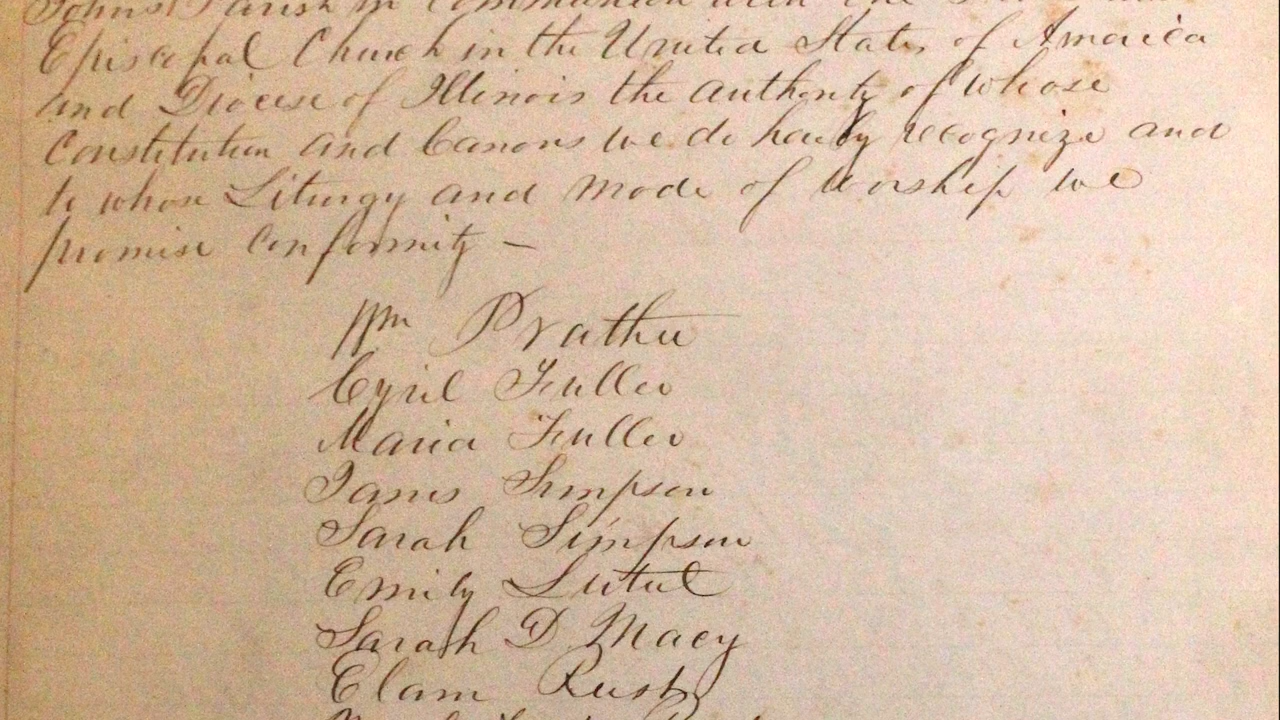 Johns Parish in Communion with the
Episcopal Church in the United States of America
and Diocese of Illinois the authority of whose
Constitution and Canons we do hereby recognize and
to whose Liturgy and mode of worship we
promise conformity —
Wm Prather
Cyril Fuller
Maria Fuller
James Simpson
Sarah Simpson
Emily
Sarah D Macy
Elam Rusk